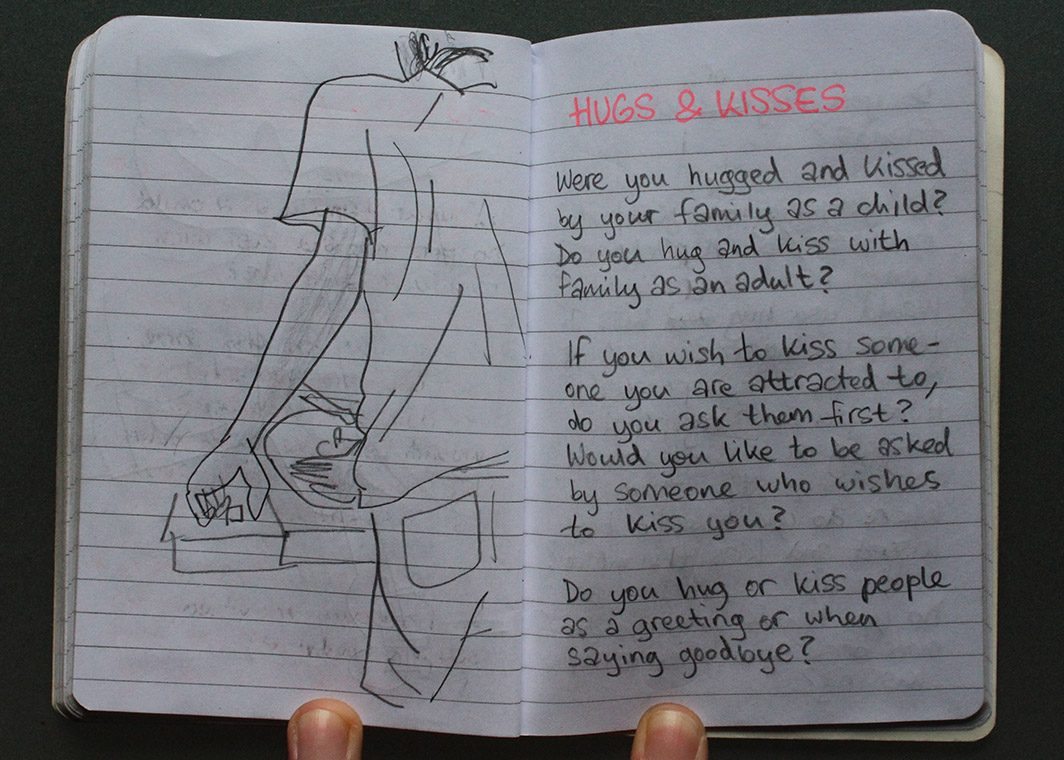 HUGS & KISSES
Were you hugged and kissed
by your family as a child?
Do you hug and kiss with
family as an adult?
If you wish to kiss some-
one you are attracted to,
do you ask them first?
Would you like to be asked
by someone who wishes
to kiss you?
Do you hug or kiss people
as a greeting or when
saying goodbye?